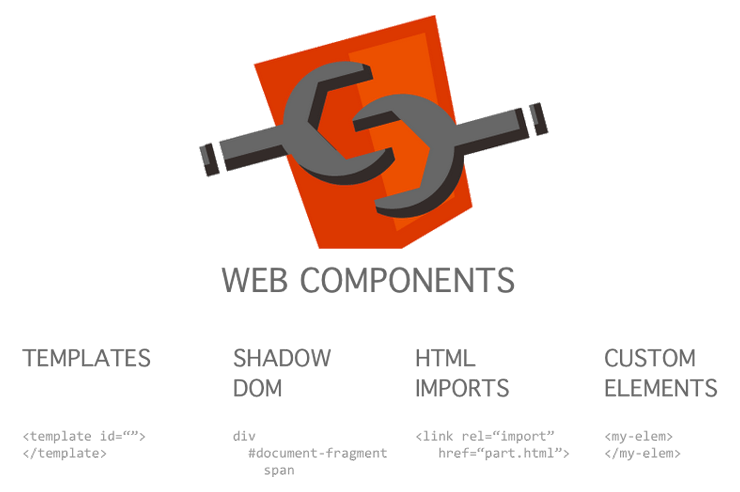 WEB COMPONENTS
TEMPLATES
<template id=“”>
</template>
SHADOW
DOM
div
#document-fragment
span
HTML
IMPORTS
<link rel=“import”
href=“part.html”>
CUSTOM
ELEMENTS
<my-elem>
</my-elem>